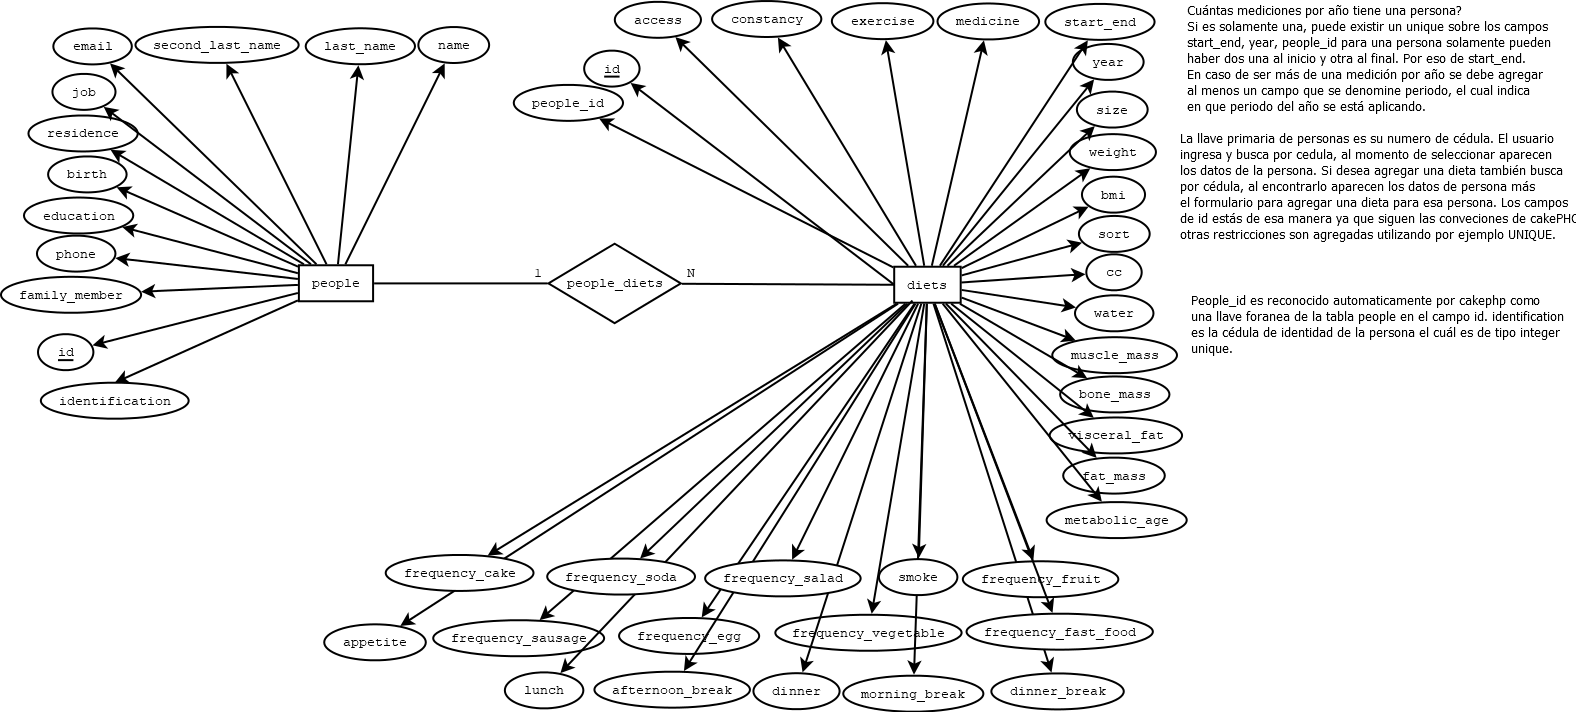 email
second_last_name
last_name
name
job
residence
birth
education
phone
family_member
id
identification
people
1
people_diets
N
diets
access
constancy
exercise
medicine
start_end
id
people_id
year
size
weight
bmi
sort
cc
water
muscle_mass
bone_mass
visceral_fat
fat_mass
metabolic_age
frequency_cake
frequency_soda
frequency_salad
smoke
frequency_fruit
appetite
frequency_sausage
frequency_egg
frequency_vegetable
frequency_fast_food
lunch
afternoon_break
dinner
morning_break
dinner_break
Cuántas mediciones por año tiene una persona?
Si es solamente una, puede existir un unique sobre los campos
start_end, year, people_id para una persona solamente pueden
haber dos una al inicio y otra al final. Por eso de start_end.
En caso de ser más de una medición por año se debe agregar
al menos un campo que se denomine periodo, el cual indica
en que periodo del año se está aplicando.
La llave primaria de personas es su numero de cédula. El usuario
ingresa y busca por cedula, al momento de seleccionar aparecen
los datos de la persona. Si desea agregar una dieta también busca
por cédula, al encontrarlo aparecen los datos de persona más
el formulario para agregar una dieta para esa persona. Los campos
de id estás de esa manera ya que siguen las conveciones de
otras restricciones son agregadas utilizando por ejemplo UNIQUE.
People_id es reconocido automaticamente por cakephp como
una llave foranea de la tabla people en el campo id. identification
es la cédula de identidad de la persona el cuál es de tipo integer
unique.